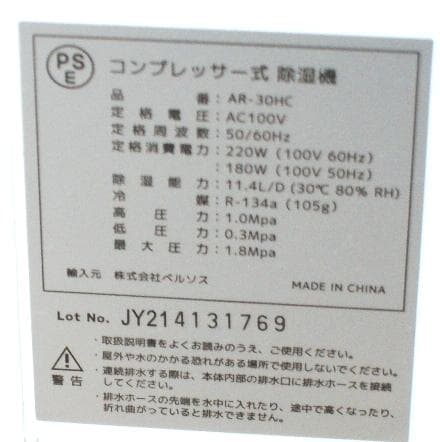 PS E
コンプレッサー式 除湿機
品番：AR-30HC
定格電圧：AC100V
定格周波数：50/60Hz
定格消費電力：220W (100V 60Hz)
：180W (100V 50Hz)
除湿能力：11.4L/D (30℃ 80% RH)
冷媒：R-134a (105g)
高圧圧力：1.0Mpa
低圧圧力：0.3Mpa
最大圧力：1.8Mpa
輸入元 株式会社ベルソス
MADE IN CHINA
Lot No. JY214131769
・取扱説明書をよくお読みのうえ、ご使用ください。
・屋外や水のかかる恐れがある場所で使用しないでください。
・連続排水する際は、本体内部の排水口に排水ホースを接続
してください。
・排水ホースの先端を水中に入れたり、途中で高くなったり、
折れ曲がっていると排水できません。
警告